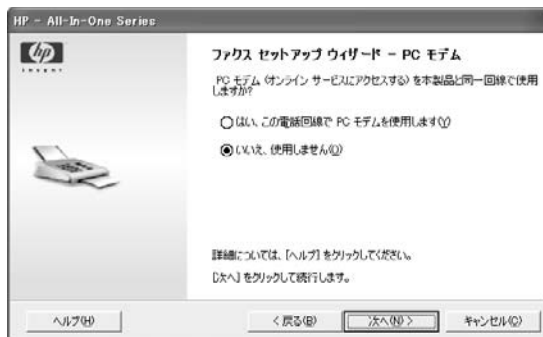 HP - All-In-One Series
hp
invent
ファクス セットアップ ウィザード - PC モデム
PC モデム (オンライン サービスにアクセスする) を本製品と同一回線で使用
しますか?
はい、この電話回線で PC モデムを使用します(Y)
いいえ、使用しません(O)
詳細については、[ヘルプ] をクリックしてください。
[次へ] をクリックして続行します。
ヘルプ(H)
< 戻る(B)
次へ(N) >
キャンセル(C)